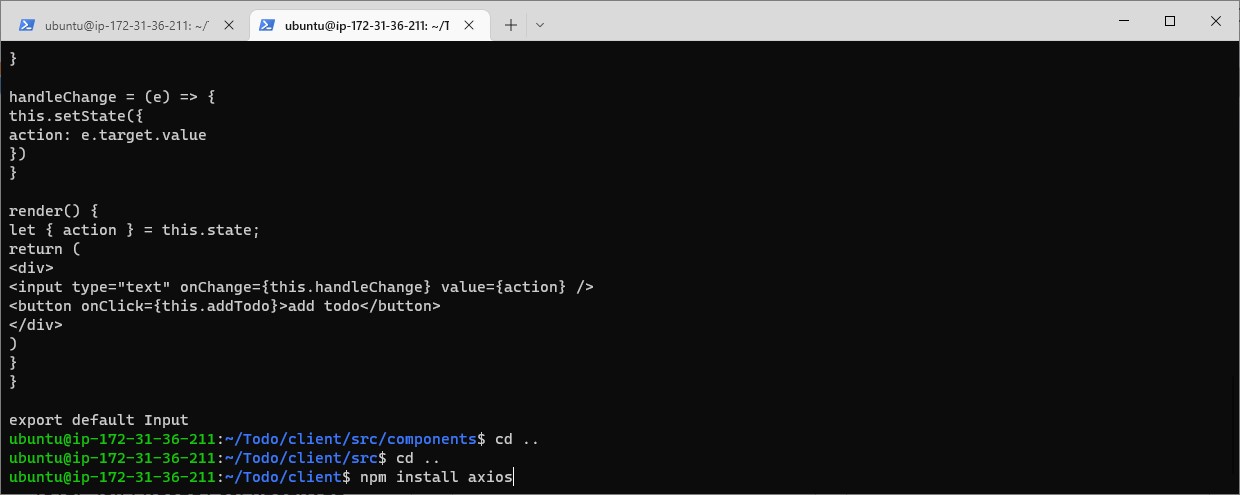 ubuntu@ip-172-31-36-211: ~/T
ubuntu@ip-172-31-36-211: ~/T
}

handleChange = (e) => {
this.setState({
action: e.target.value
})
}

render() {
let { action } = this.state;
return (
<div>
<input type="text" onChange={this.handleChange} value={action} />
<button onClick={this.addTodo}>add todo</button>
</div>
)
}
}

export default Input
ubuntu@ip-172-31-36-211:~/Todo/client/src/components$ cd ..
ubuntu@ip-172-31-36-211:~/Todo/client/src$ cd ..
ubuntu@ip-172-31-36-211:~/Todo/client$ npm install axios